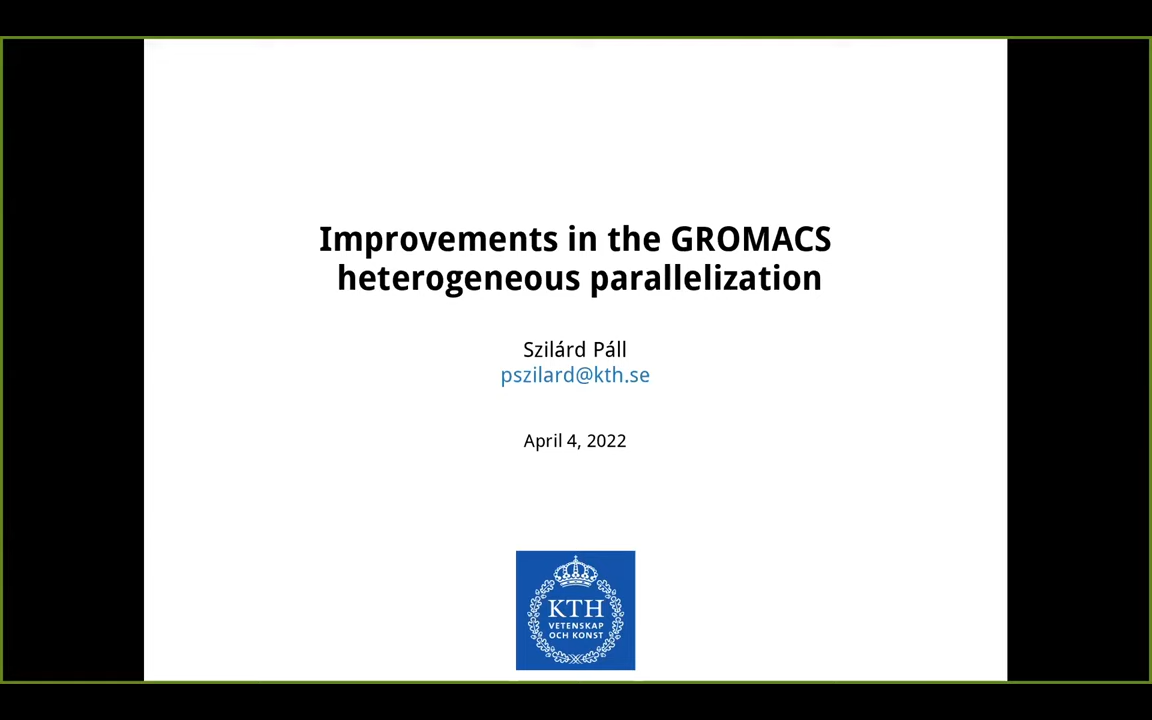 Improvements in the GROMACS
heterogeneous parallelization
Szilárd Páll
pszilard@kth.se
April 4, 2022
KTH
VETENSKAP
OCH KONST